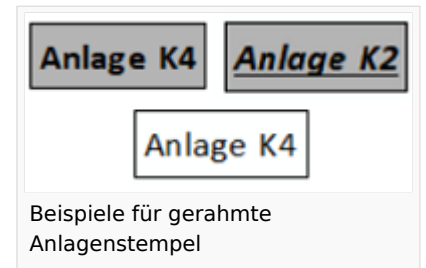 Anlage K4 Anlage K2
Anlage K4
Beispiele für gerahmte
Anlagenstempel